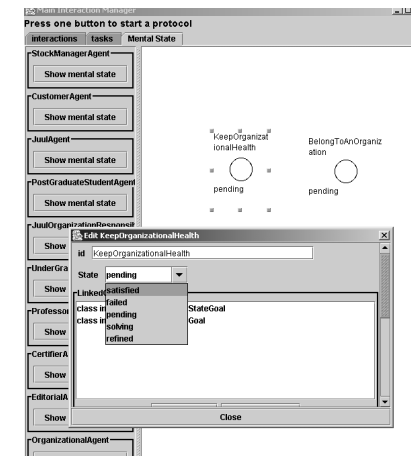 Main Interaction Manager
Press one button to start a protocol
interactions tasks Mental State
StockManagerAgent
Show mental state
CustomerAgent
Show mental state
JuulAgent
Show mental state
PostGraduateStudentAgent
Show mental state
JuulOrganizationResponsit
Show
UnderGra
Show
Professo
Show
CertifierA
Show
EditorialA
Show
OrganizationalAgent
KeepOrganizat
ionalHealth
pending
BelongToAnOrganiz
ation
pending
Edit KeepOrganizationalHealth
id KeepOrganizationalHealth
State pending
satisfied
failed
pending
solving
refined
Linked
class in StateGoal
class in Goal
Close